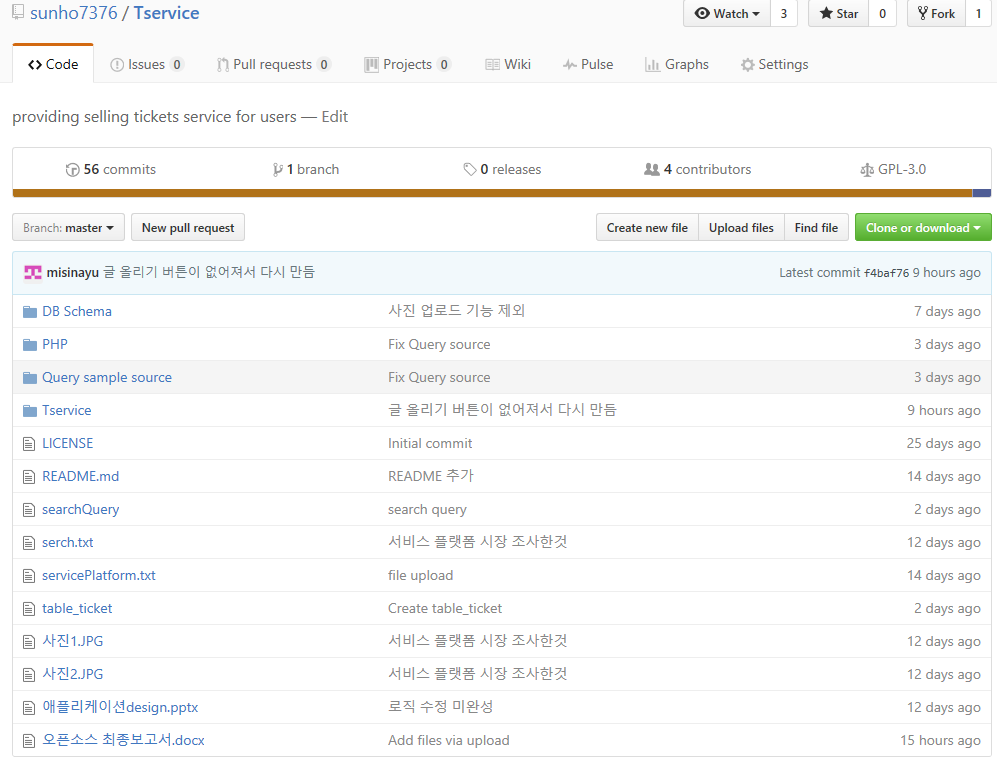 sunho7376 / Tservice
Watch 3 Star 0 Fork 1
Code Issues 0 Pull requests 0 Projects 0 Wiki Pulse Graphs Settings
providing selling tickets service for users — Edit
56 commits 1 branch 0 releases 4 contributors GPL-3.0
Branch: master New pull request Create new file Upload files Find file Clone or download
misinayu 글 올리기 버튼이 없어져서 다시 만듬 Latest commit f4baf76 9 hours ago
DB Schema 사진 업로드 기능 제외 7 days ago
PHP Fix Query source 3 days ago
Query sample source Fix Query source 3 days ago
Tservice 글 올리기 버튼이 없어져서 다시 만듬 9 hours ago
LICENSE Initial commit 25 days ago
README.md README 추가 14 days ago
searchQuery search query 2 days ago
serch.txt 서비스 플랫폼 시장 조사한것 12 days ago
servicePlatform.txt file upload 14 days ago
table_ticket Create table_ticket 2 days ago
사진1.JPG 서비스 플랫폼 시장 조사한것 12 days ago
사진2.JPG 서비스 플랫폼 시장 조사한것 12 days ago
애플리케이션design.pptx 로직 수정 미완성 12 days ago
오픈소스 최종보고서.docx Add files via upload 15 hours ago